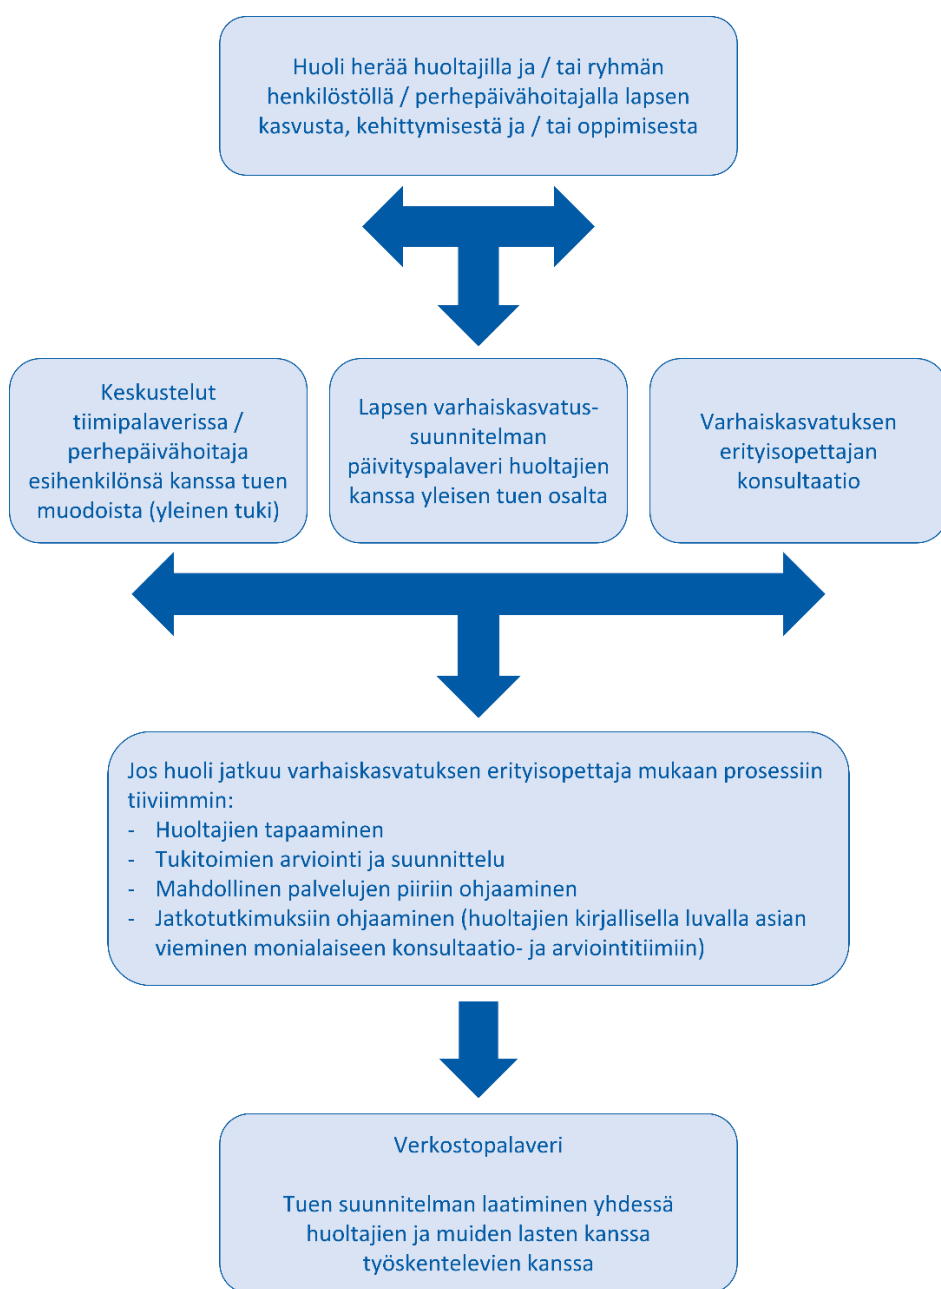 Huoli herää huoltajilla ja / tai ryhmän
henkilöstöllä / perhepäivähoitajalla lapsen
kasvusta, kehittymisestä ja / tai oppimisesta
Keskustelut
tiimipalaverissa /
perhepäivähoitaja
esihenkilönsä kanssa tuen
muodoista (yleinen tuki)
Lapsen varhaiskasvatus-
suunnitelman
päivityspalaveri huoltajien
kanssa yleisen tuen osalta
Varhaiskasvatuksen
erityisopettajan
konsultaatio
Jos huoli jatkuu varhaiskasvatuksen erityisopettaja mukaan prosessiin
tiiviimmin:
- Huoltajien tapaaminen
- Tukitoimien arviointi ja suunnittelu
- Mahdollinen palvelujen piiriin ohjaaminen
- Jatkotutkimuksiin ohjaaminen (huoltajien kirjallisella luvalla asian
vieminen monialaiseen konsultaatio- ja arviointitiimiin)
Verkostopalaveri
Tuen suunnitelman laatiminen yhdessä
huoltajien ja muiden lasten kanssa
työskentelevien kanssa